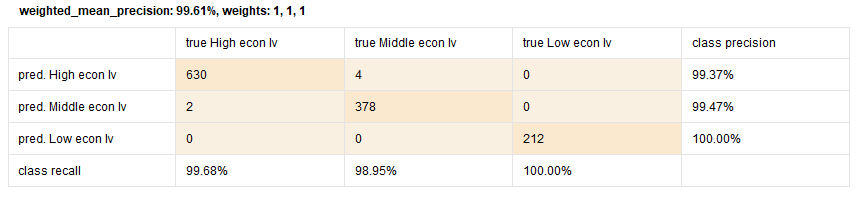 weighted_mean_precision: 99.61%, weights: 1, 1, 1
true High econ lv true Middle econ lv true Low econ lv class precision
pred. High econ lv 630 4 0 99.37%
pred. Middle econ lv 2 378 0 99.47%
pred. Low econ lv 0 0 212 100.00%
class recall 99.68% 98.95% 100.00%